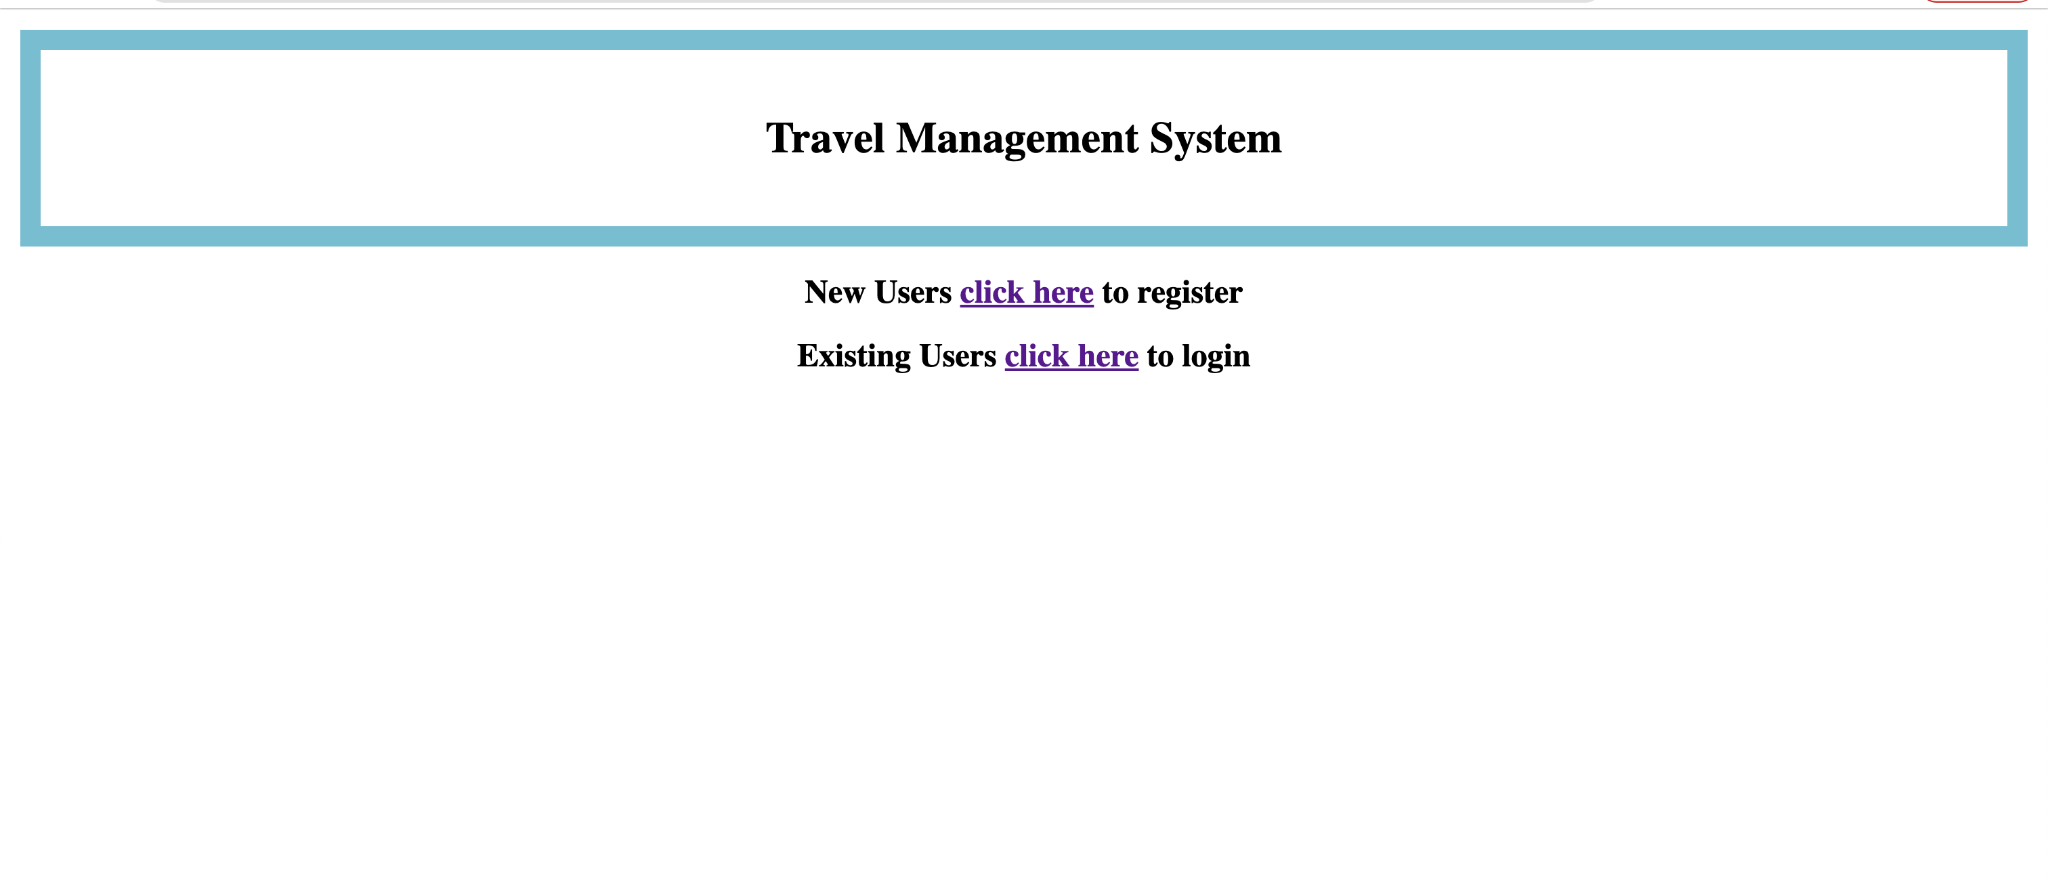 Travel Management System
New Users click here to register
Existing Users click here to login